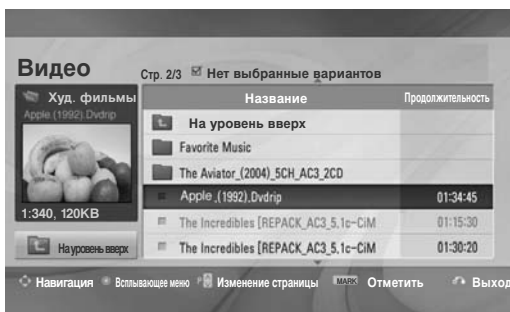 Видео
Стр. 2/3 Нет выбранные вариантов
Худ. фильмы
Apple.(1992).Dvdrip
1:340, 120KB
На уровень вверх
Название Продолжительность
На уровень вверх
Favorite Music
The Aviator_(2004)_5CH_AC3_2CD
Apple ,(1992),Dvdrip 01:34:45
The Incredibles [REPACK_AC3_5,1c-CiM 01:15:30
The Incredibles [REPACK_AC3_5,1c-CiM 01:30:20
Навигация Всплывающее меню P Изменение страницы MARK Отметить Выход